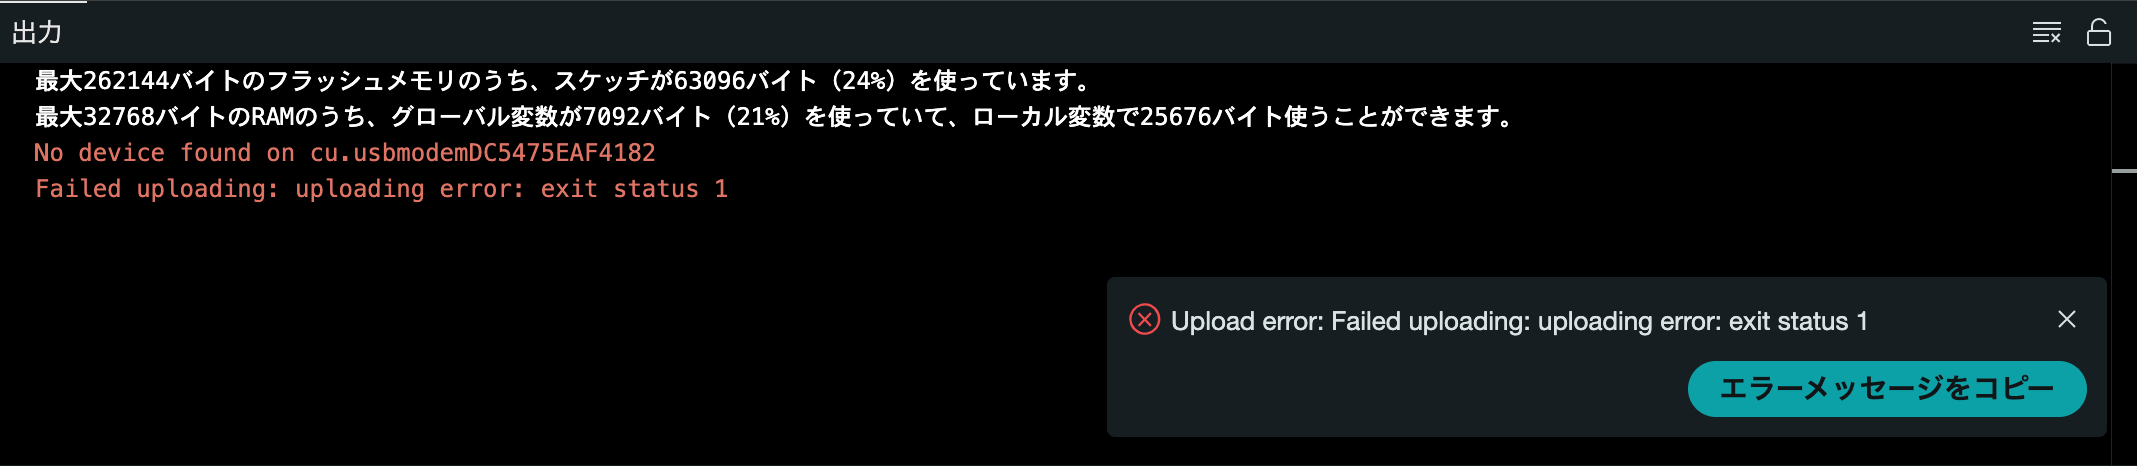 出力
最大262144バイトのフラッシュメモリのうち、スケッチが63096バイト（24%）を使っています。
最大32768バイトのRAMのうち、グローバル変数が7092バイト（21%）を使っていて、ローカル変数で25676バイト使うことができます。
No device found on cu.usbmodemDC5475EAF4182
Failed uploading: uploading error: exit status 1
Upload error: Failed uploading: uploading error: exit status 1
エラーメッセージをコピー